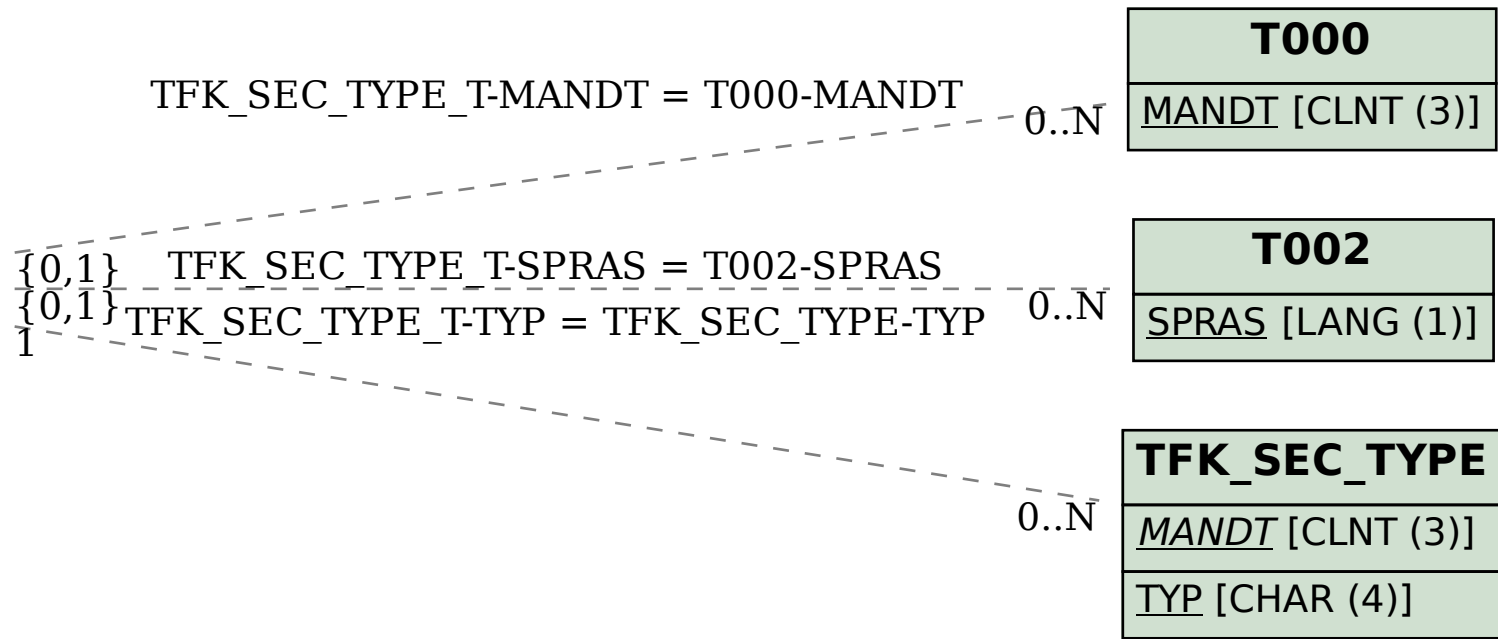 T000
TFK_SEC_TYPE_T-MANDT = T000-MANDT
0..N
MANDT [CLNT (3)]
T002
{0,1}
TFK_SEC_TYPE_T-SPRAS = T002-SPRAS
{0,1}
0..N
TFK_SEC_TYPE_T-TYP = TFK_SEC_TYPE-TYP
SPRAS [LANG (1)]
1
TFK_SEC_TYPE
0..N
MANDT [CLNT (3)]
TYP [CHAR (4)]